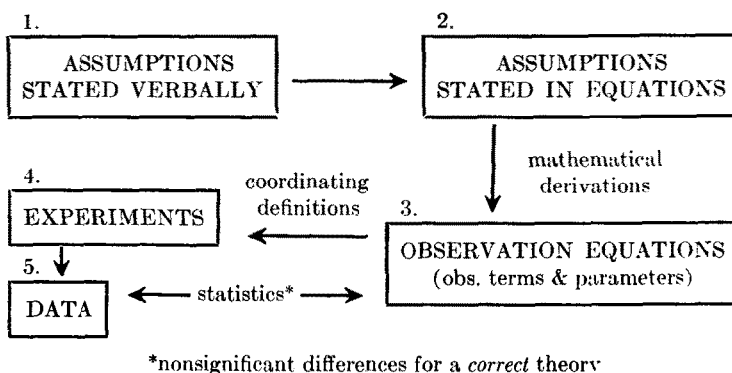 1.
ASSUMPTIONS
STATED VERBALLY
2.
ASSUMPTIONS
STATED IN EQUATIONS
mathematical
derivations
3.
OBSERVATION EQUATIONS
(obs. terms & parameters)
coordinating
definitions
4.
EXPERIMENTS
5.
DATA
statistics*
*nonsignificant differences for a correct theory